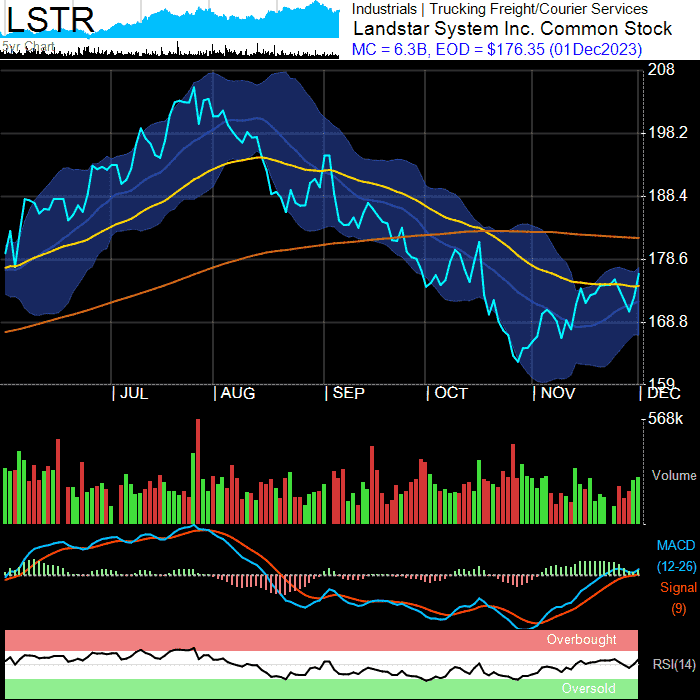 LSTR
5yr Chart
Industrials | Trucking Freight/Courier Services
Landstar System Inc. Common Stock
MC = 6.3B, EOD = $176.35 (01Dec2023)
208
198.2
188.4
178.6
168.8
159
| JUL | AUG | SEP | OCT | NOV | DEC
568k
Volume
MACD
(12-26)
Signal
(9)
Overbought
RSI(14)
Oversold